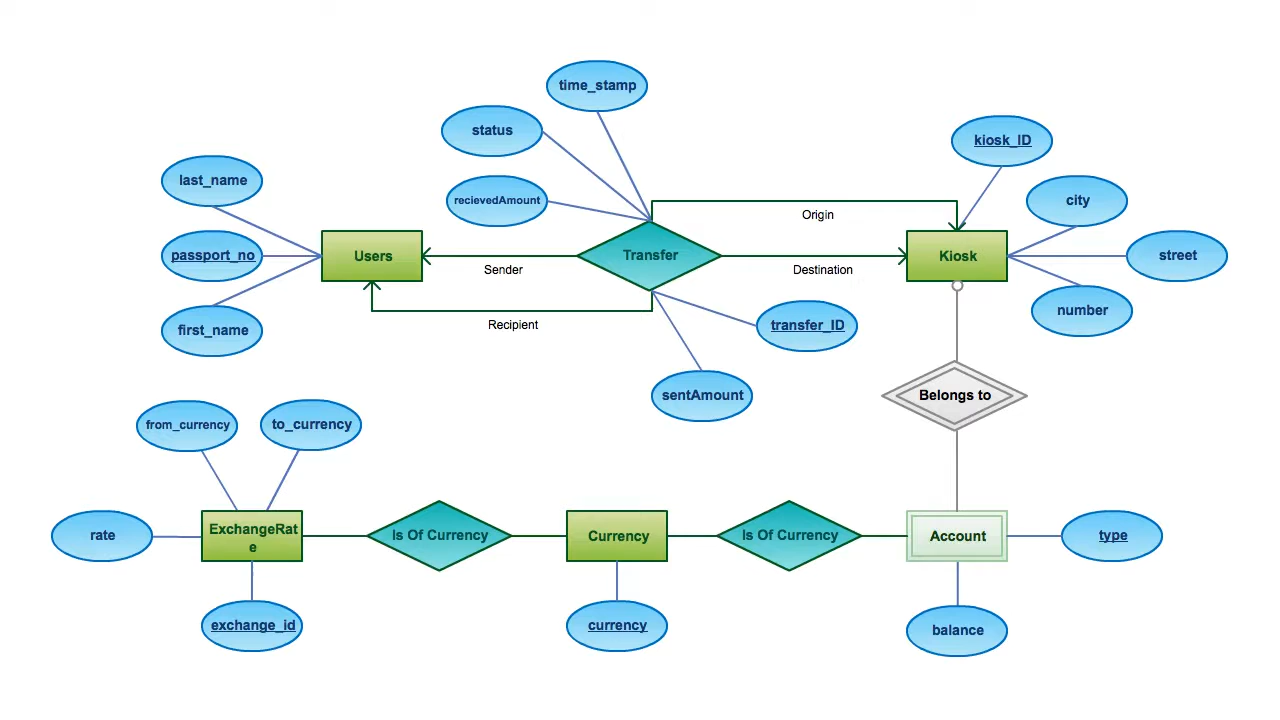 time_stamp
status
kiosk_ID
last_name
recievedAmount
city
Origin
passport_no
Users
Transfer
Kiosk
street
Sender
Destination
number
first_name
Recipient
transfer_ID
sentAmount
Belongs to
from_currency
to_currency
rate
ExchangeRat
e
Is Of Currency
Currency
Is Of Currency
Account
type
exchange_id
currency
balance